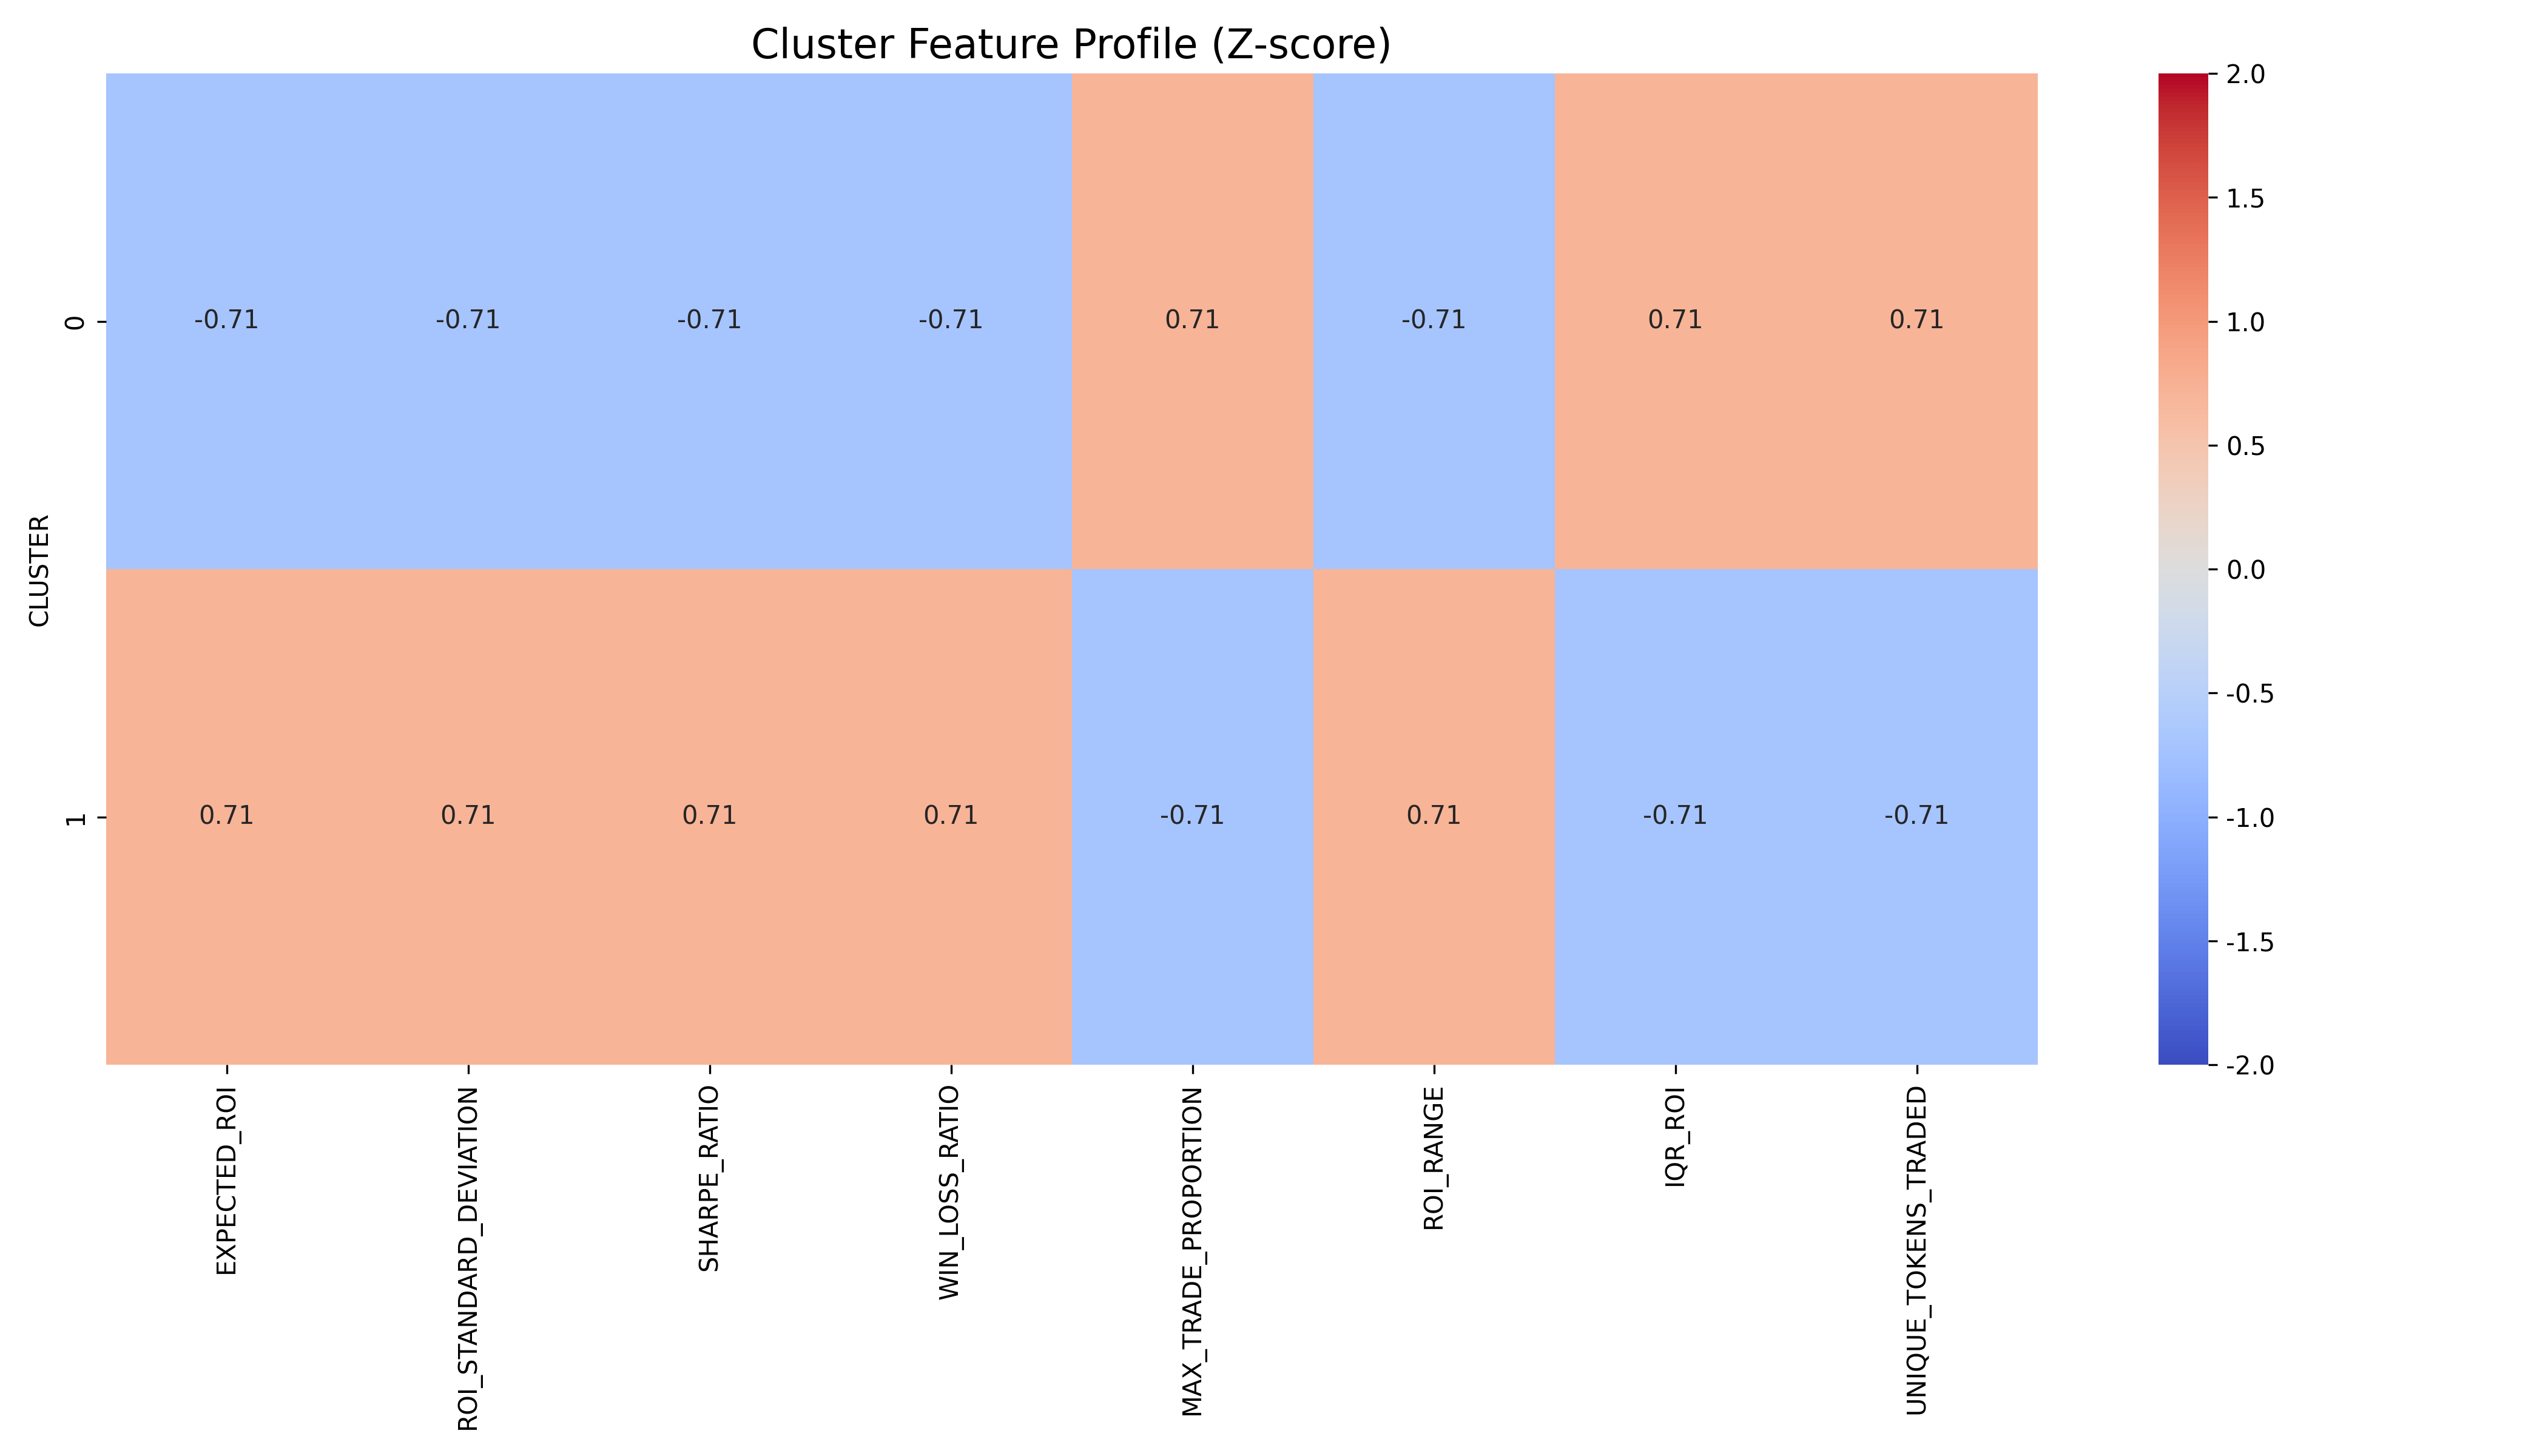 Cluster Feature Profile (Z-score)
CLUSTER
0
-0.71 -0.71 -0.71 -0.71 0.71 -0.71 0.71 0.71
1
0.71 0.71 0.71 0.71 -0.71 0.71 -0.71 -0.71
EXPECTED_ROI
ROI_STANDARD_DEVIATION
SHARPE_RATIO
WIN_LOSS_RATIO
MAX_TRADE_PROPORTION
ROI_RANGE
IQR_ROI
UNIQUE_TOKENS_TRADED
2.0
1.5
1.0
0.5
0.0
-0.5
-1.0
-1.5
-2.0